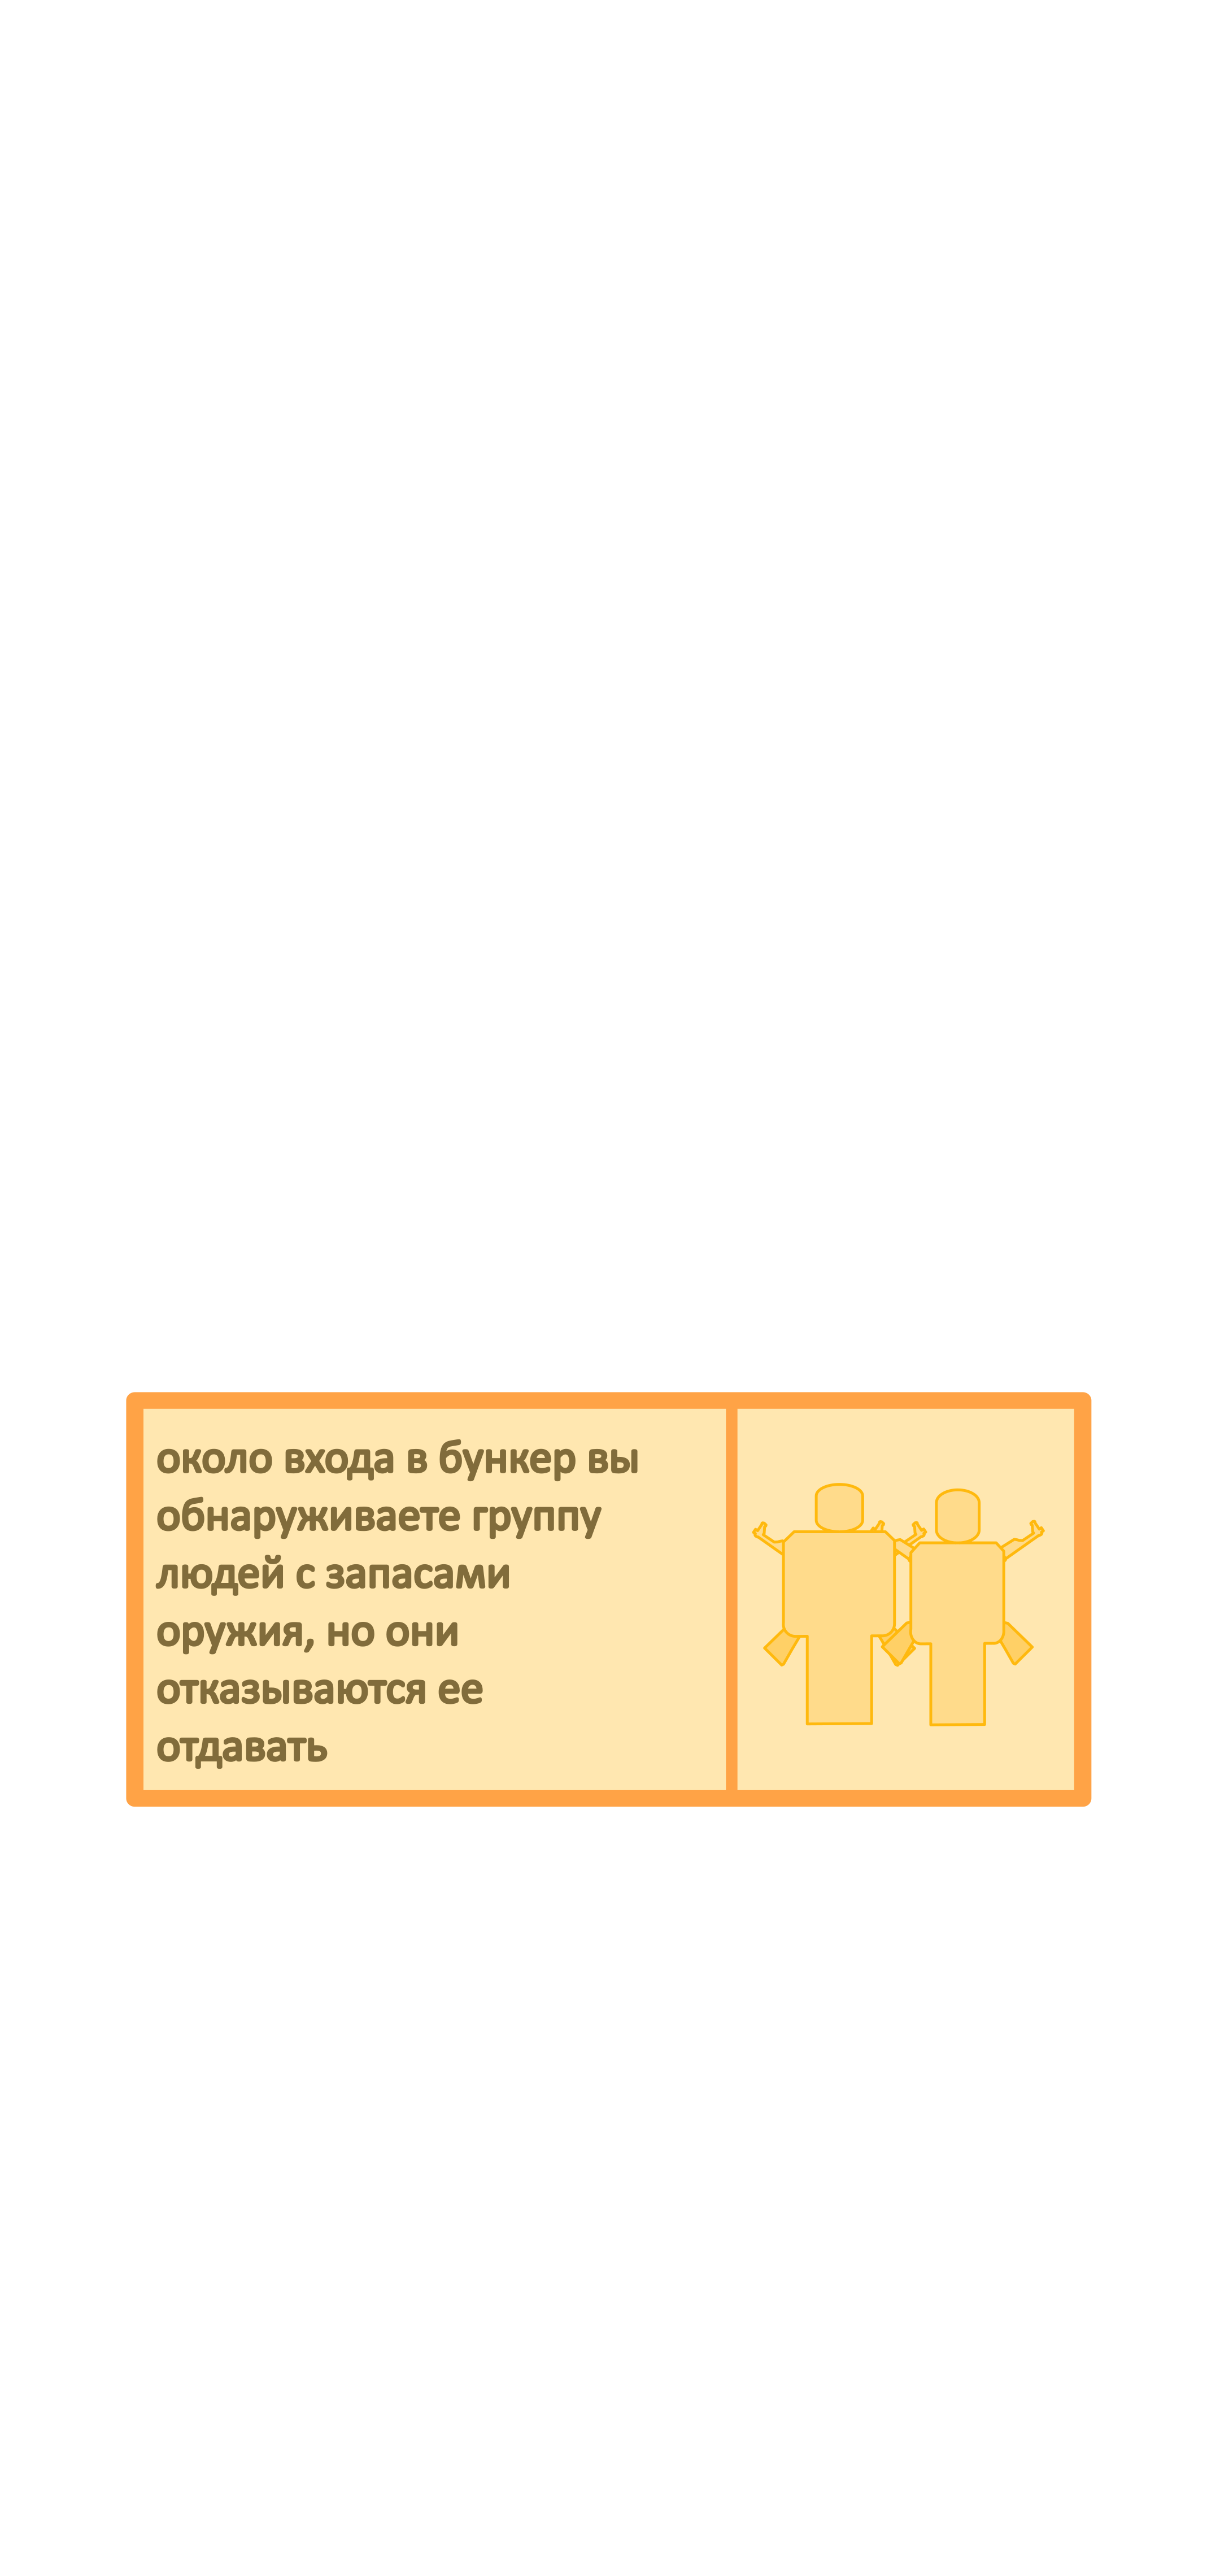 около входа в бункер вы
обнаруживаете группу
людей с запасами
оружия, но они
отказываются ее
отдавать